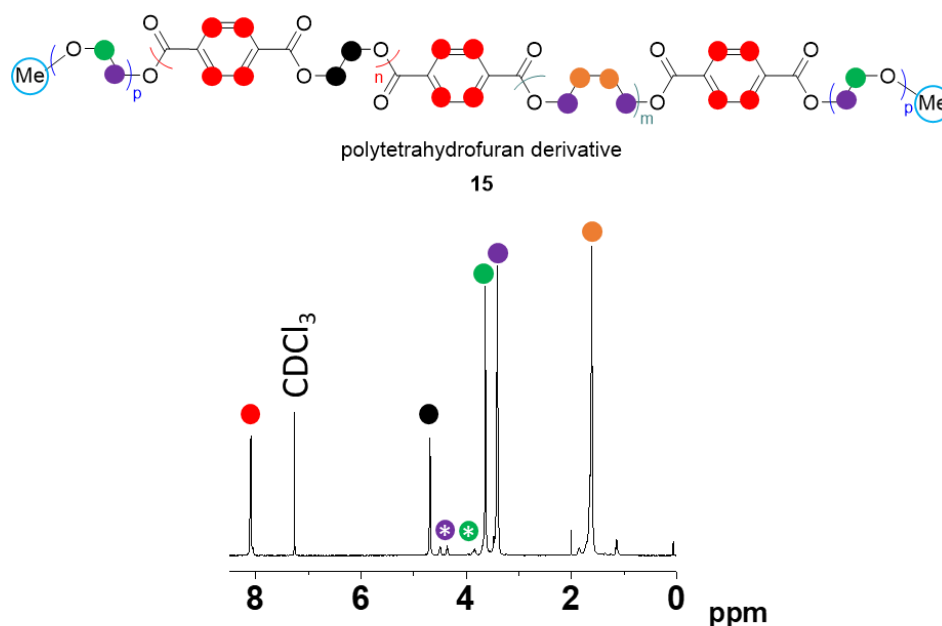 O O O O O O
Me O O O O O O Me
p O O n O O m O O p
polytetrahydrofuran derivative
15
CDCl₃
* *
8 6 4 2 0 ppm